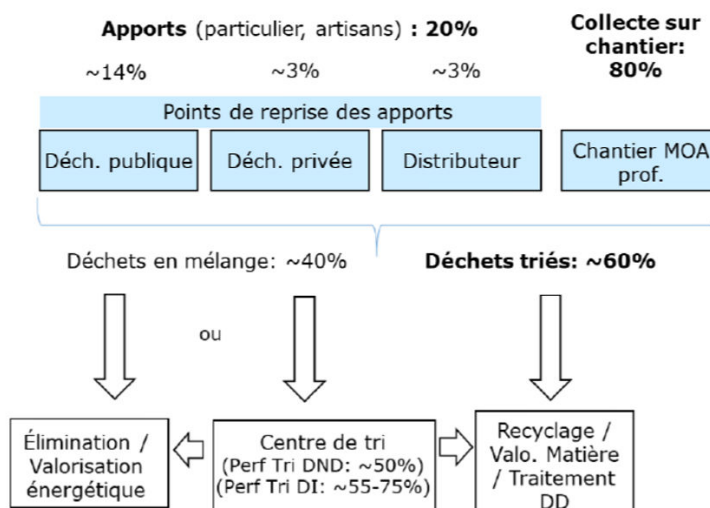 Apports (particulier, artisans) : 20%
Collecte sur
chantier:
80%
~14%
~3%
~3%
Points de reprise des apports
Déch. publique
Déch. privée
Distributeur
Chantier MOA
prof.
Déchets en mélange: ~40%
Déchets triés: ~60%
ou
Élimination /
Valorisation
énergétique
Centre de tri
(Perf Tri DND: ~50%)
(Perf Tri DI: ~55-75%)
Recyclage /
Valo. Matière
/ Traitement
DD